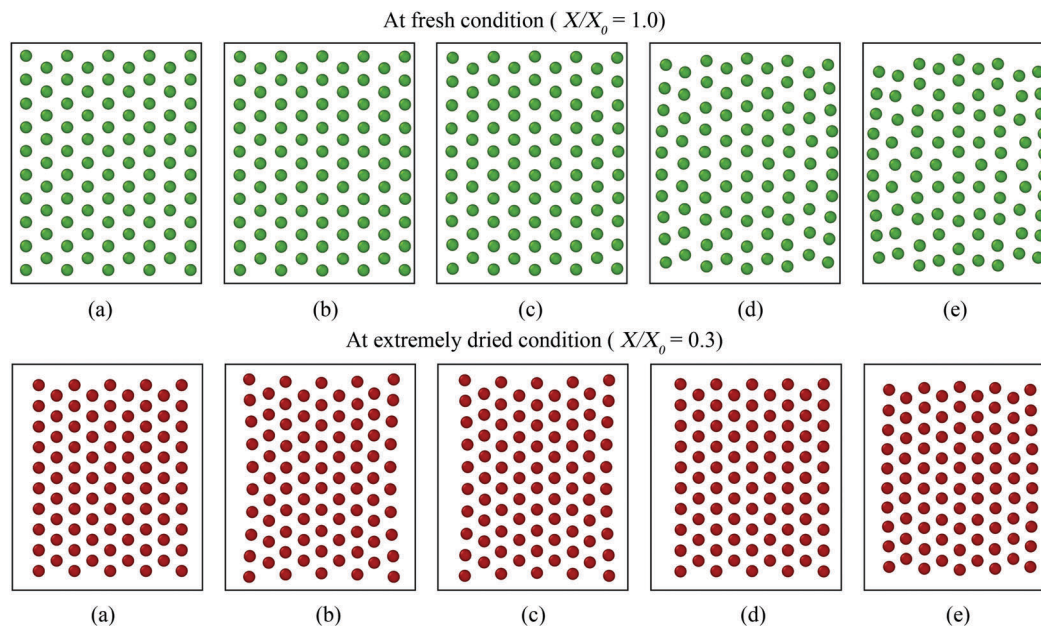 At fresh condition ( X/X₀ = 1.0)
(a) (b) (c) (d) (e)
At extremely dried condition ( X/X₀ = 0.3)
(a) (b) (c) (d) (e)